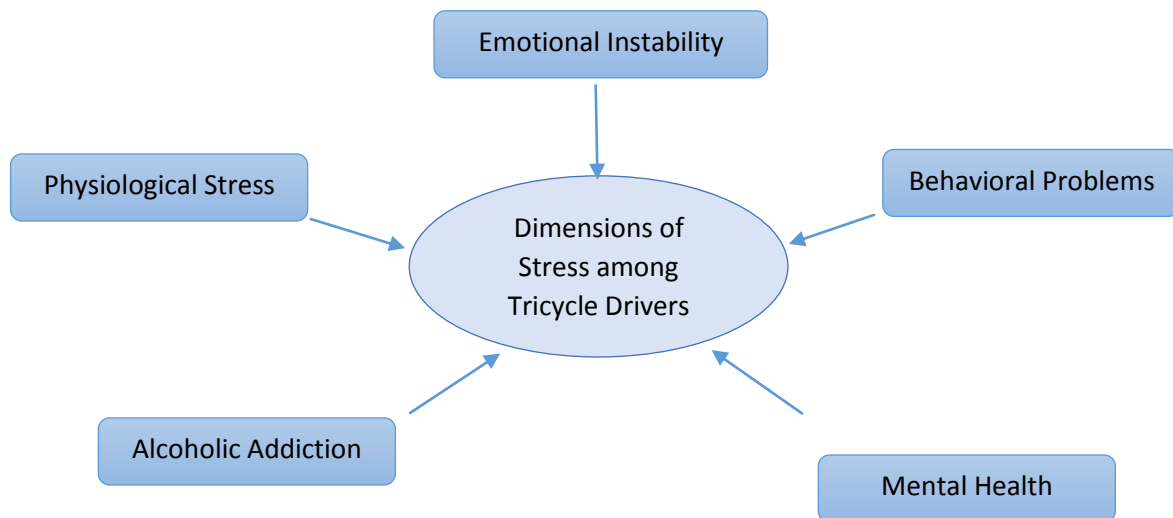 Emotional Instability
Physiological Stress
Behavioral Problems
Dimensions of
Stress among
Tricycle Drivers
Alcoholic Addiction
Mental Health